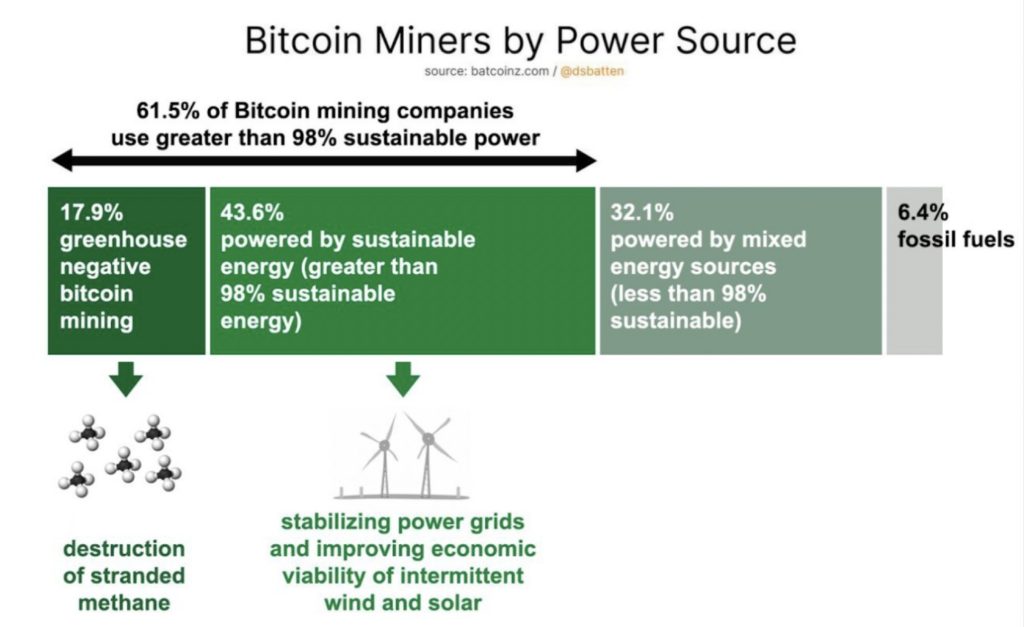 Bitcoin Miners by Power Source
source: batcoinz.com / @dsbatten
61.5% of Bitcoin mining companies
use greater than 98% sustainable power
17.9%
greenhouse
negative
bitcoin
mining
43.6%
powered by sustainable
energy (greater than
98% sustainable
energy)
32.1%
powered by mixed
energy sources
(less than 98%
sustainable)
6.4%
fossil fuels
destruction
of stranded
methane
stabilizing power grids
and improving economic
viability of intermittent
wind and solar